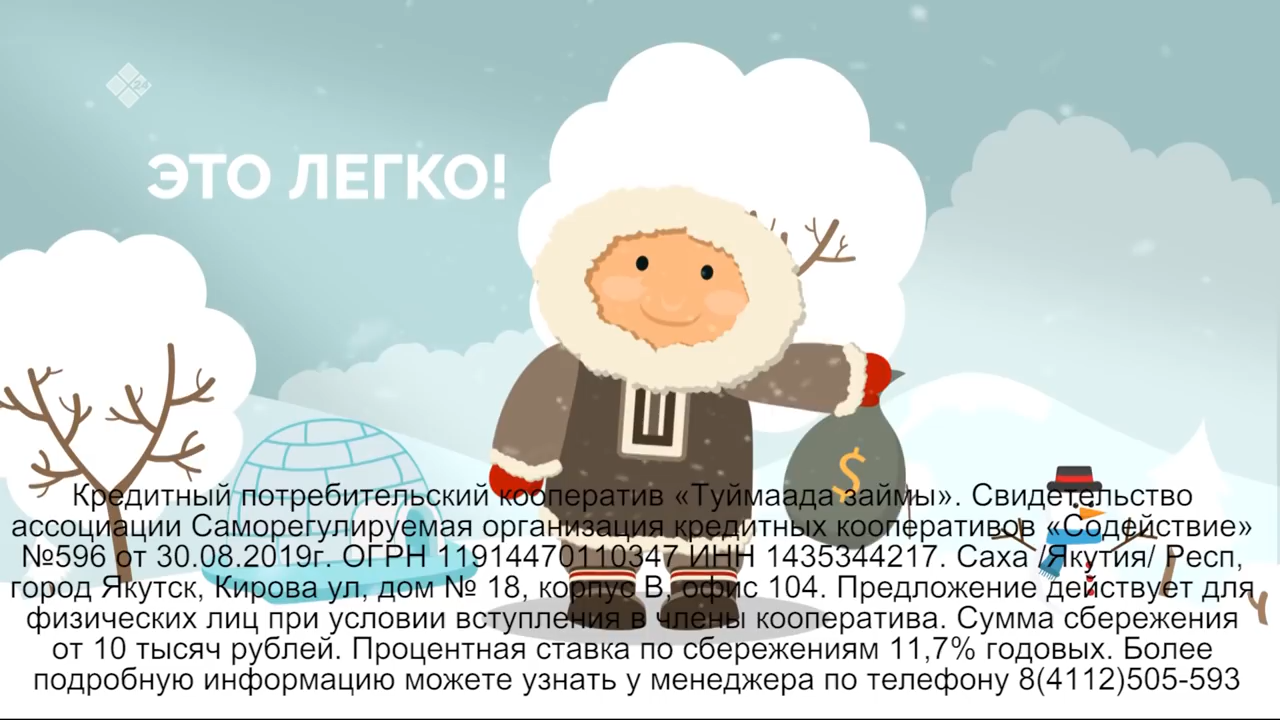 24
ЭТО ЛЕГКО!
Кредитный потребительский кооператив «Туймаада займы». Свидетельство
ассоциации Саморегулируемая организация кредитных кооперативов «Содействие»
№596 от 30.08.2019г. ОГРН 11914470110347 ИНН 1435344217. Саха /Якутия/ Респ,
город Якутск, Кирова ул, дом № 18, корпус В, офис 104. Предложение действует для
физических лиц при условии вступления в члены кооператива. Сумма сбережения
от 10 тысяч рублей. Процентная ставка по сбережениям 11,7% годовых. Более
подробную информацию можете узнать у менеджера по телефону 8(4112)505-593